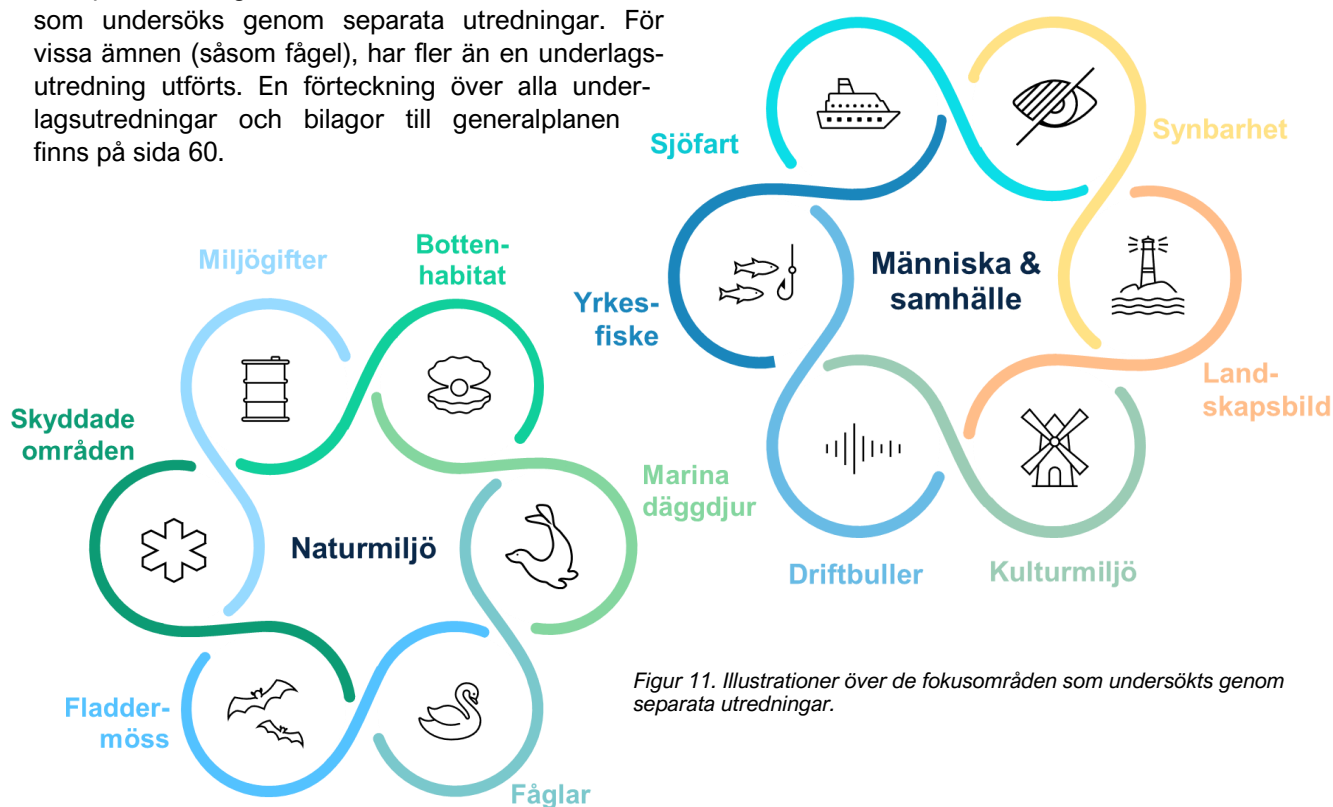 som undersöks genom separata utredningar. För
vissa ämnen (såsom fågel), har fler än en underlags-
utredning utförts. En förteckning över alla under-
lagsutredningar och bilagor till generalplanen
finns på sida 60.
Sjöfart
Synbarhet
Yrkes-
fiske
Människa &
samhälle
Land-
skapsbild
Driftbuller
Kulturmiljö
Miljögifter
Botten-
habitat
Skyddade
områden
Naturmiljö
Marina
däggdjur
Fladder-
möss
Fåglar
Figur 11. Illustrationer över de fokusområden som undersökts genom
separata utredningar.